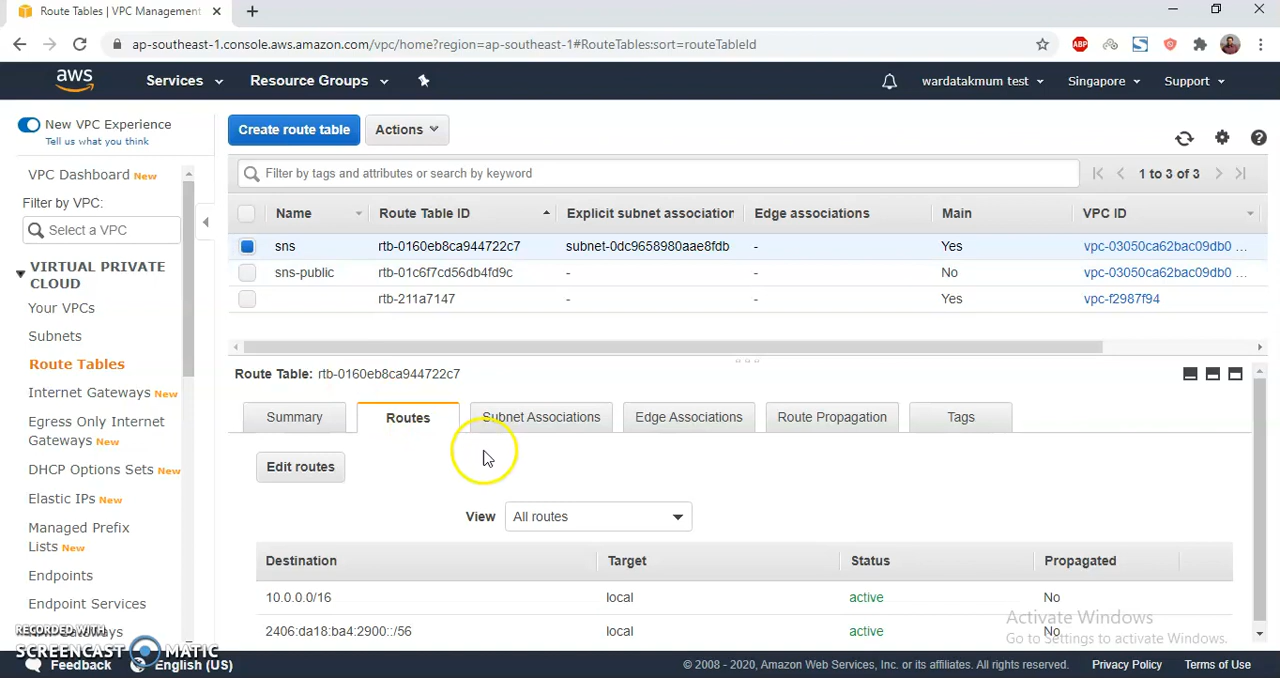 Route Tables | VPC Management
ap-southeast-1.console.aws.amazon.com/vpc/home?region=ap-southeast-1#RouteTables:sort=routeTableId
ABP
aws Services Resource Groups wardatakmum test Singapore Support
New VPC Experience
Tell us what you think
VPC Dashboard New
Filter by VPC:
Select a VPC
VIRTUAL PRIVATE
CLOUD
Your VPCs
Subnets
Route Tables
Internet Gateways New
Egress Only Internet
Gateways New
DHCP Options Sets New
Elastic IPs New
Managed Prefix
Lists New
Endpoints
Endpoint Services
Create route table Actions
Filter by tags and attributes or search by keyword 1 to 3 of 3
Name Route Table ID Explicit subnet association Edge associations Main VPC ID
sns rtb-0160eb8ca944722c7 subnet-0dc9658980aae8fdb - Yes vpc-03050ca62bac09db0 ...
sns-public rtb-01c6f7cd56db4fd9c - - No vpc-03050ca62bac09db0 ...
rtb-211a7147 - - Yes vpc-f2987f94
Route Table: rtb-0160eb8ca944722c7
Summary Routes Subnet Associations Edge Associations Route Propagation Tags
Edit routes
View All routes
Destination Target Status Propagated
10.0.0.0/16 local active No
2406:da18:ba4:2900::/56 local active No
Activate Windows
Go to Settings to activate Windows.
RECORDED WITH
SCREENCAST MATIC
Feedback English (US) © 2008 - 2020, Amazon Web Services, Inc. or its affiliates. All rights reserved. Privacy Policy Terms of Use